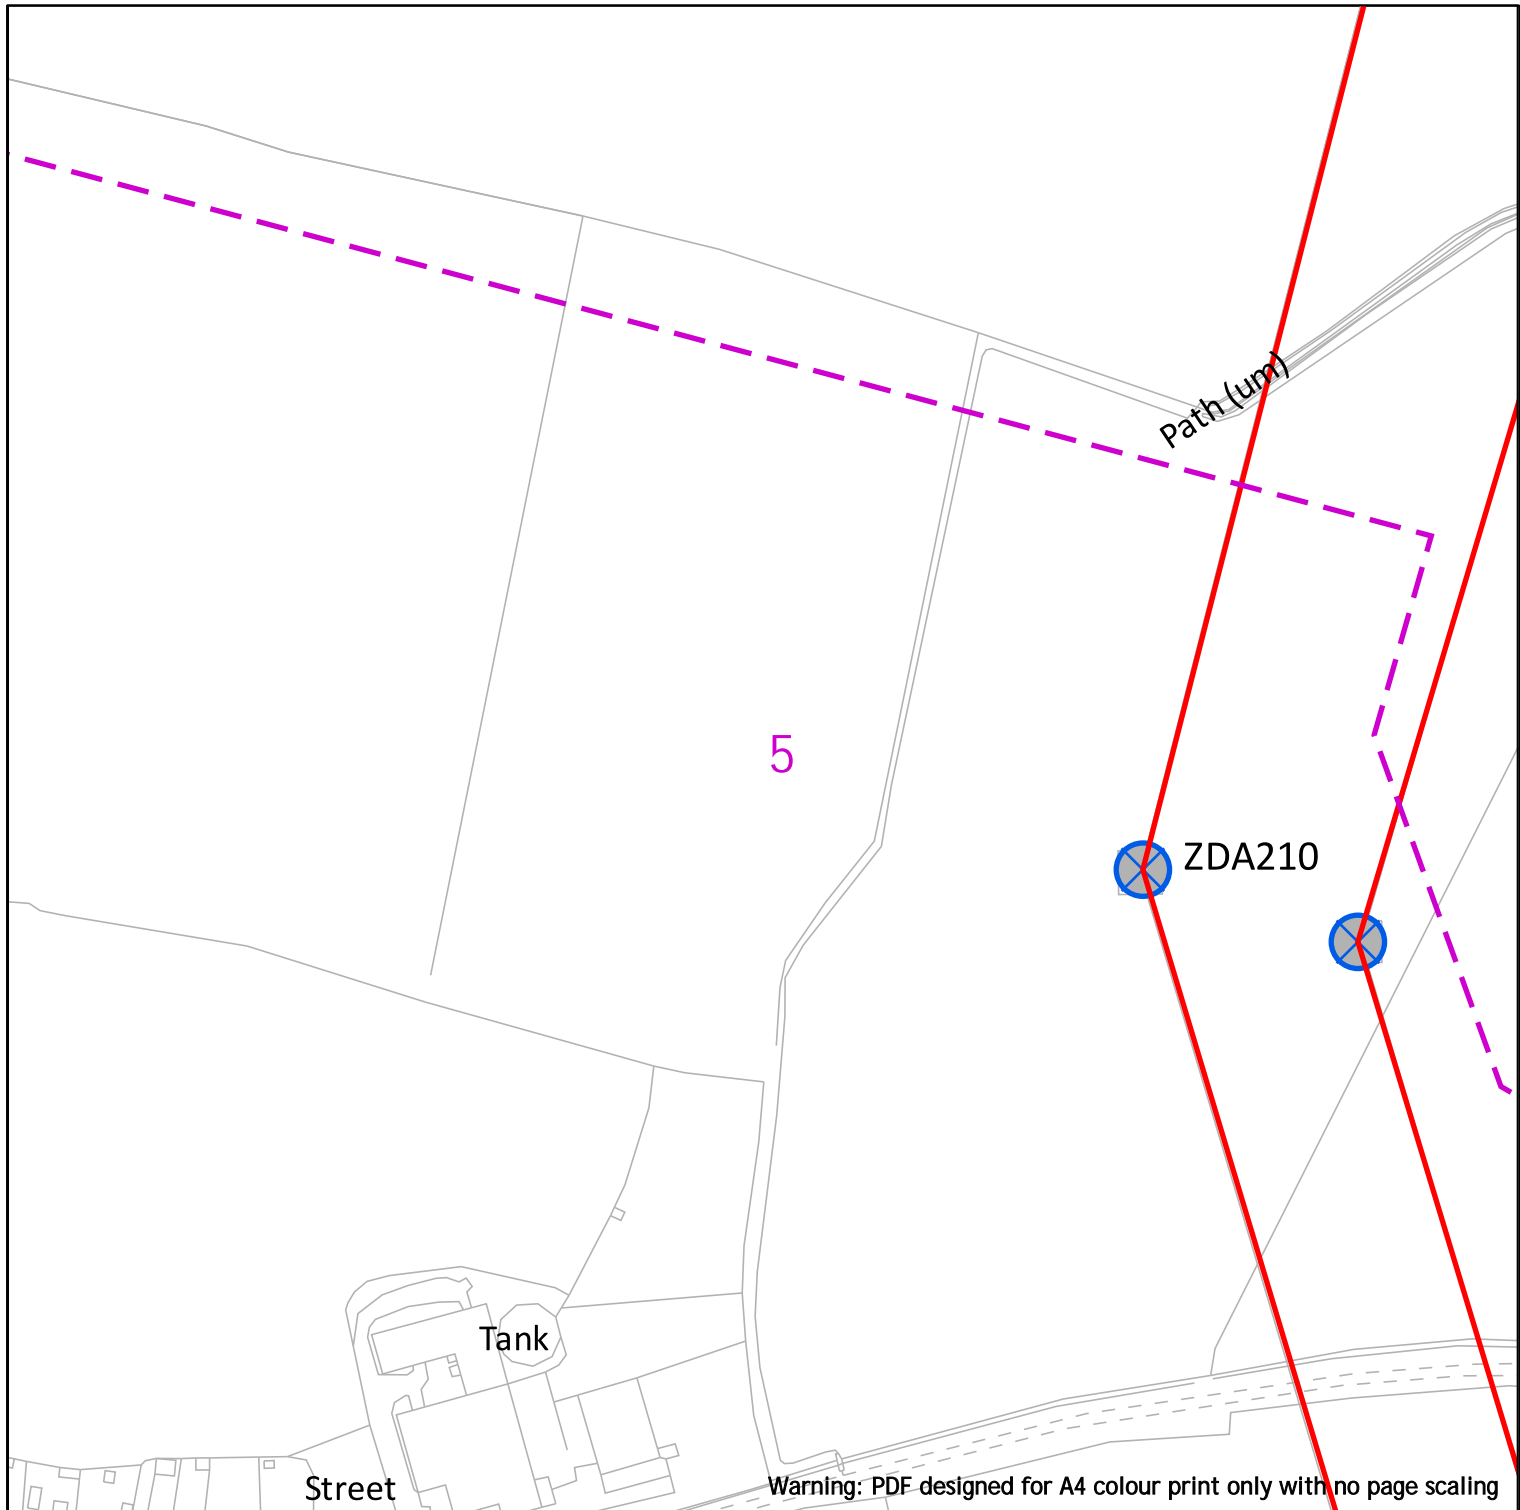 Path (um)
5
ZDA210
Tank
Street
Warning: PDF designed for A4 colour print only with no page scaling